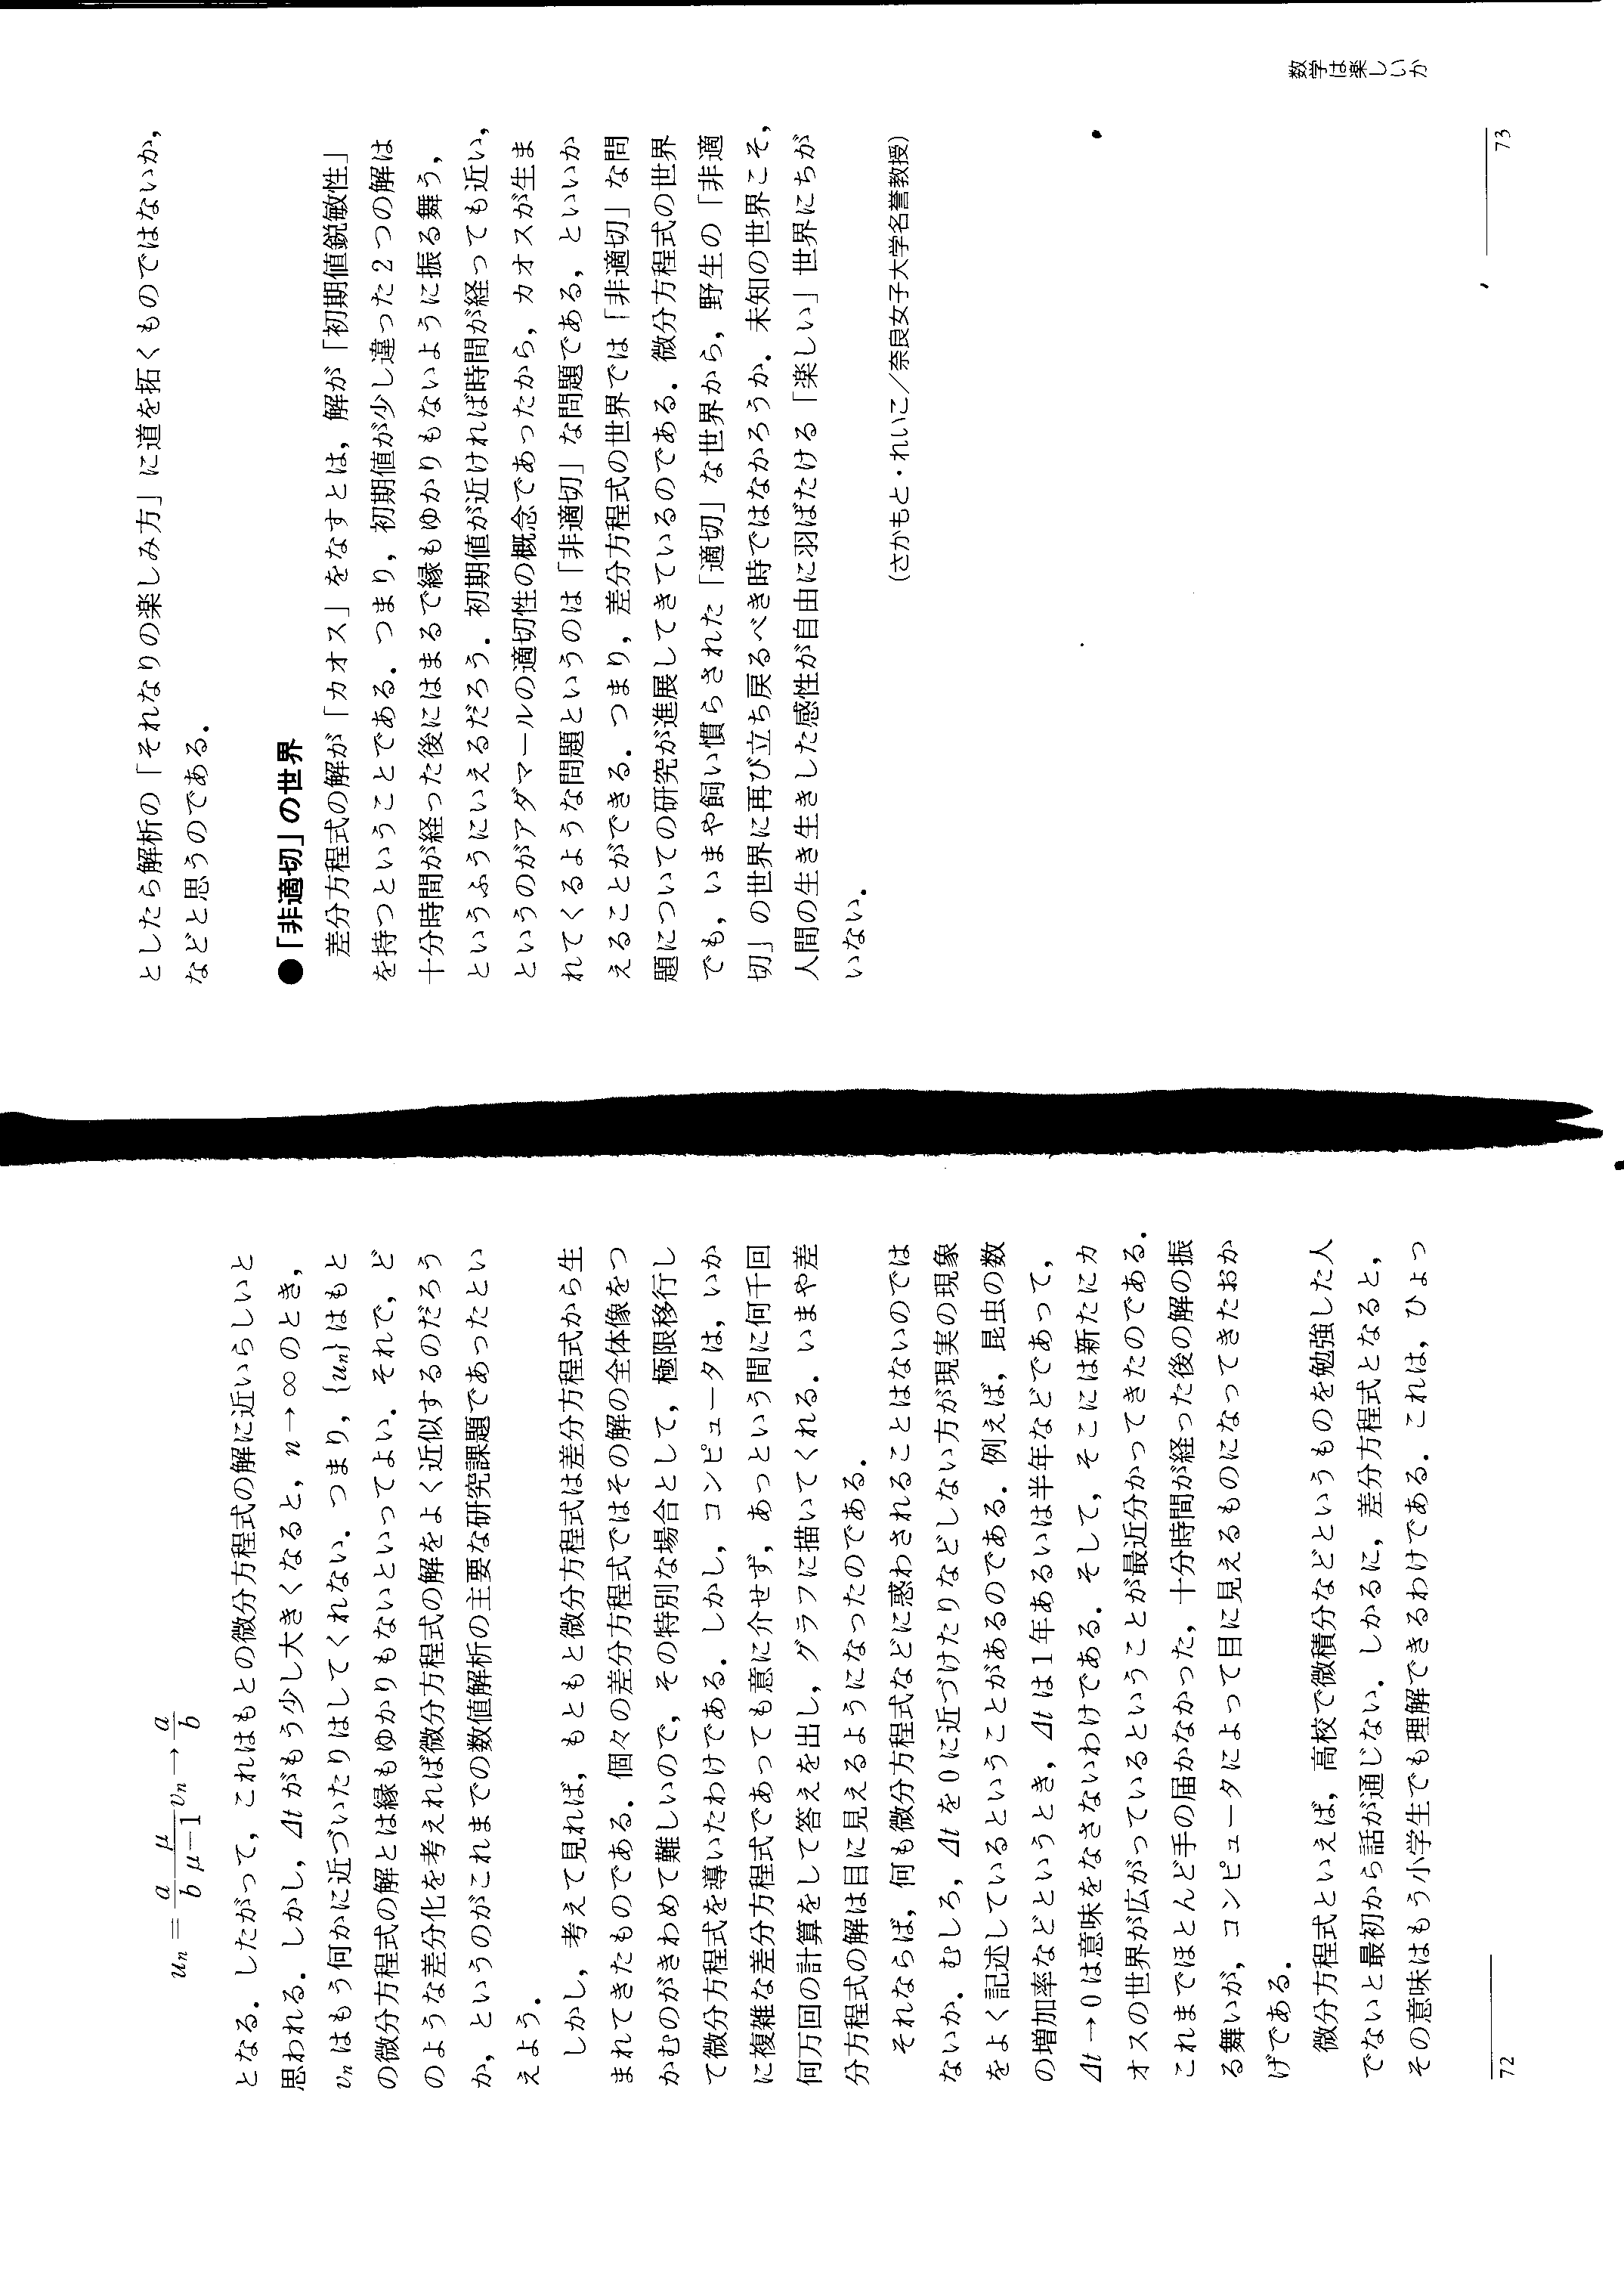 u_n = \frac{a}{b} \frac{\mu}{\mu-1} v_n → \frac{a}{b}
となる．したがって，これはもとの微分方程式の解に近いらしいと
思われる．しかし，Δtがもう少し大きくなると，n→∞のとき，
v_nはもう何かに近づいたりはしてくれない．つまり，{u_n}はもと
の微分方程式の解とは縁もゆかりもないといってよい．それで，ど
のような差分化を考えれば微分方程式の解をよく近似するのだろう
か，というのがこれまでの数値解析の主要な研究課題であったとい
えよう．
しかし，考えて見れば，もともと微分方程式は差分方程式から生
まれてきたものである．個々の差分方程式ではその解の全体像をつ
かむのがきわめて難しいので，その特別な場合として，極限移行し
て微分方程式を導いたわけである．しかし，コンピュータは，いか
に複雑な差分方程式であっても意に介せず，あっという間に何千回
何万回の計算をして答えを出し，グラフに描いてくれる．いまや差
分方程式の解は目に見えるようになったのである．
それならば，何も微分方程式などに惑わされることはないのでは
ないか．むしろ，Δtを0に近づけたりなどしない方が現実の現象
をよく記述しているということがあるのである．例えば，昆虫の数
の増加率などというとき，Δtは1年あるいは半年などであって，
Δt→0は意味をなさないわけである．そして，そこには新たにカ
オスの世界が広がっているということが最近分かってきたのである．
これまでほとんど手の届かなかった，十分時間が経った後の解の振
る舞いが，コンピュータによって目に見えるものになってきたおか
げである．
微分方程式といえば，高校で微積分などというものを勉強した人
でないと最初から話が通じない．しかるに，差分方程式となると，
その意味はもう小学生でも理解できるわけである．これは，ひょっ
72
としたら解析の「それなりの楽しみ方」に道を拓くものではないか，
などと思うのである．
●「非適切」の世界
差分方程式の解が「カオス」をなすとは，解が「初期値鋭敏性」
を持つということである．つまり，初期値が少し違った2つの解は
十分時間が経った後にはまるで縁もゆかりもないように振る舞う，
というふうにいえるだろう．初期値が近ければ時間が経っても近い，
というのがアダマールの適切性の概念であったから，カオスが生ま
れてくるような問題というのは「非適切」な問題である，といいか
えることができる．つまり，差分方程式の世界では「非適切」な問
題についての研究が進展してきているのである．微分方程式の世界
でも，いまや飼い慣らされた「適切」な世界から，野生の「非適
切」の世界に再び立ち戻るべき時ではなかろうか．未知の世界こそ，
人間の生き生きした感性が自由に羽ばたける「楽しい」世界にちが
いない．
(さかもと・れいこ／奈良女子大学名誉教授)
数学は楽しいか
73